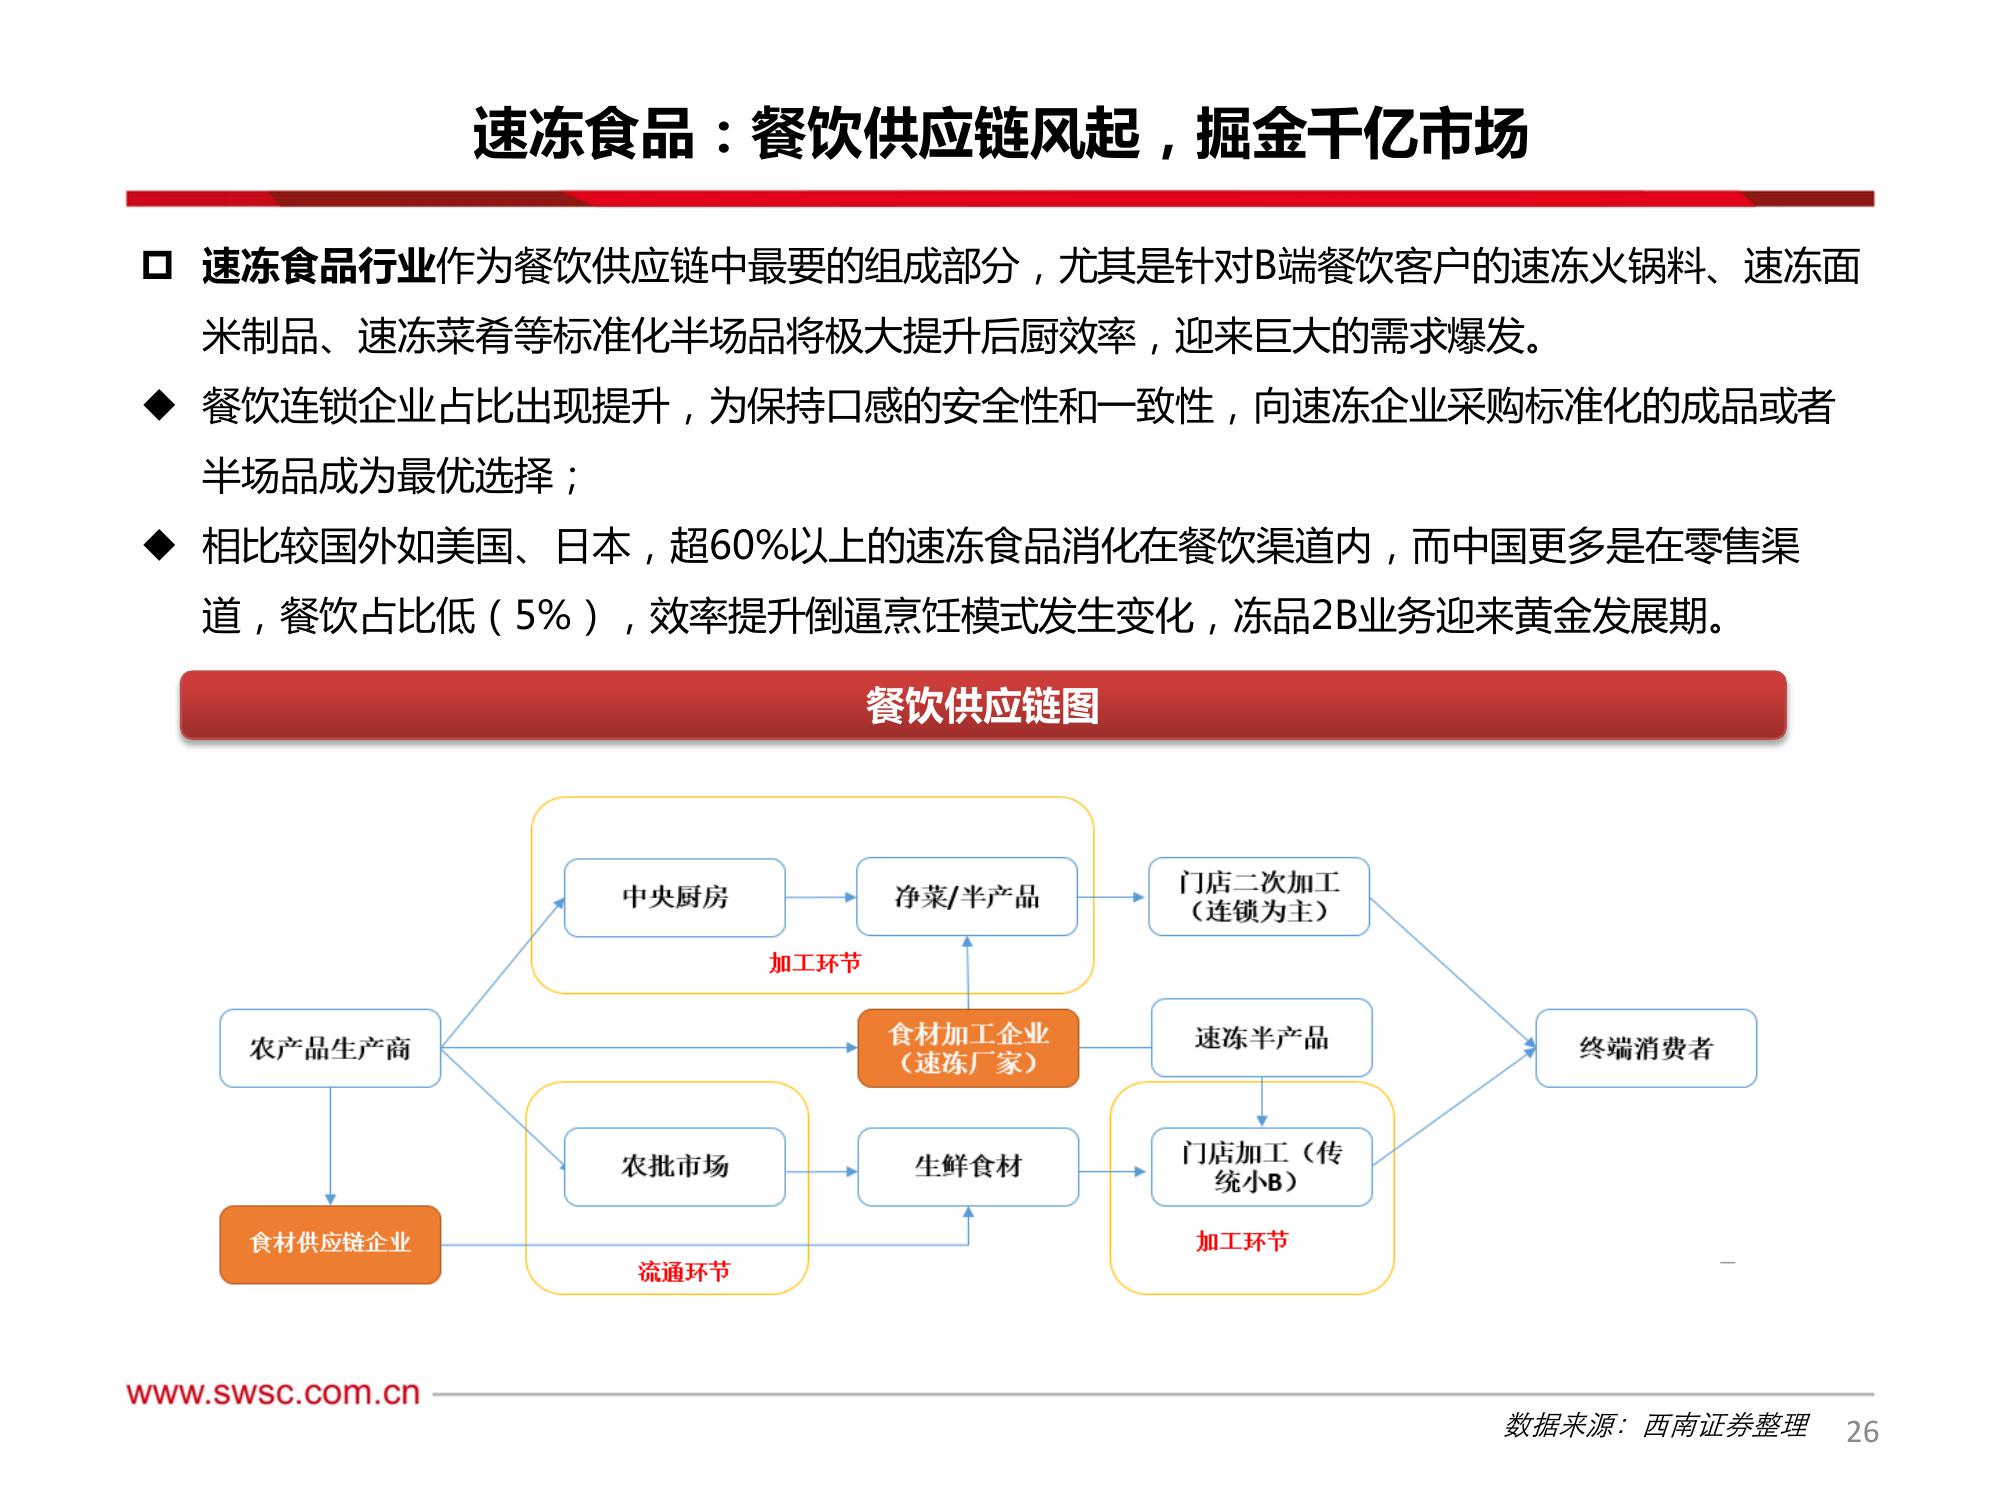 速冻食品：餐饮供应链风起，掘金千亿市场
速冻食品行业作为餐饮供应链中最要的组成部分，尤其是针对B端餐饮客户的速冻火锅料、速冻面
米制品、速冻菜肴等标准化半场品将极大提升后厨效率，迎来巨大的需求爆发。
餐饮连锁企业占比出现提升，为保持口感的安全性和一致性，向速冻企业采购标准化的成品或者
半场品成为最优选择；
相比较国外如美国、日本，超60%以上的速冻食品消化在餐饮渠道内，而中国更多是在零售渠
道，餐饮占比低（5%），效率提升倒逼烹饪模式发生变化，冻品2B业务迎来黄金发展期。
餐饮供应链图
中央厨房
净菜/半产品
门店二次加工
（连锁为主）
加工环节
农产品生产商
食材加工企业
（速冻厂家）
速冻半产品
终端消费者
农批市场
生鲜食材
门店加工（传
统小B）
食材供应链企业
流通环节
加工环节
www.swsc.com.cn
数据来源：西南证券整理
26